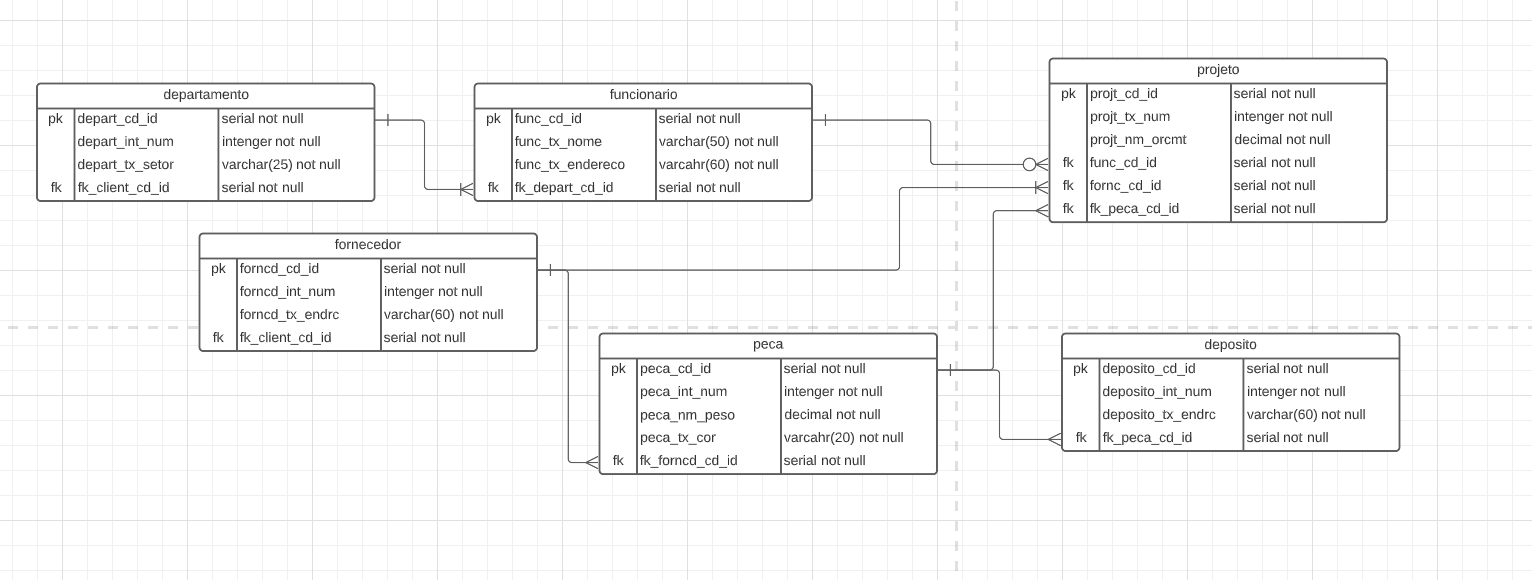 departamento
pk depart_cd_id serial not null
depart_int_num intenger not null
depart_tx_setor varchar(25) not null
fk fk_client_cd_id serial not null
funcionario
pk func_cd_id serial not null
func_tx_nome varchar(50) not null
func_tx_endereco varcahr(60) not null
fk fk_depart_cd_id serial not null
projeto
pk projt_cd_id serial not null
projt_tx_num intenger not null
projt_nm_orcmt decimal not null
fk func_cd_id serial not null
fk fornc_cd_id serial not null
fk fk_peca_cd_id serial not null
fornecedor
pk forncd_cd_id serial not null
forncd_int_num intenger not null
forncd_tx_endrc varchar(60) not null
fk fk_client_cd_id serial not null
peca
pk peca_cd_id serial not null
peca_int_num intenger not null
peca_nm_peso decimal not null
peca_tx_cor varcahr(20) not null
fk fk_forncd_cd_id serial not null
deposito
pk deposito_cd_id serial not null
deposito_int_num intenger not null
deposito_tx_endrc varchar(60) not null
fk fk_peca_cd_id serial not null